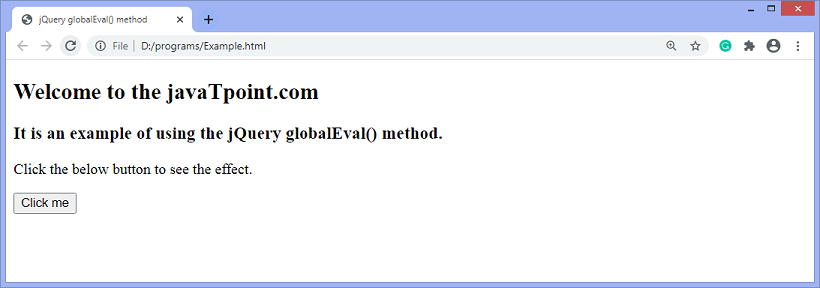 jQuery globalEval() method
File | D:/programs/Example.html
Welcome to the javaTpoint.com
It is an example of using the jQuery globalEval() method.
Click the below button to see the effect.
Click me